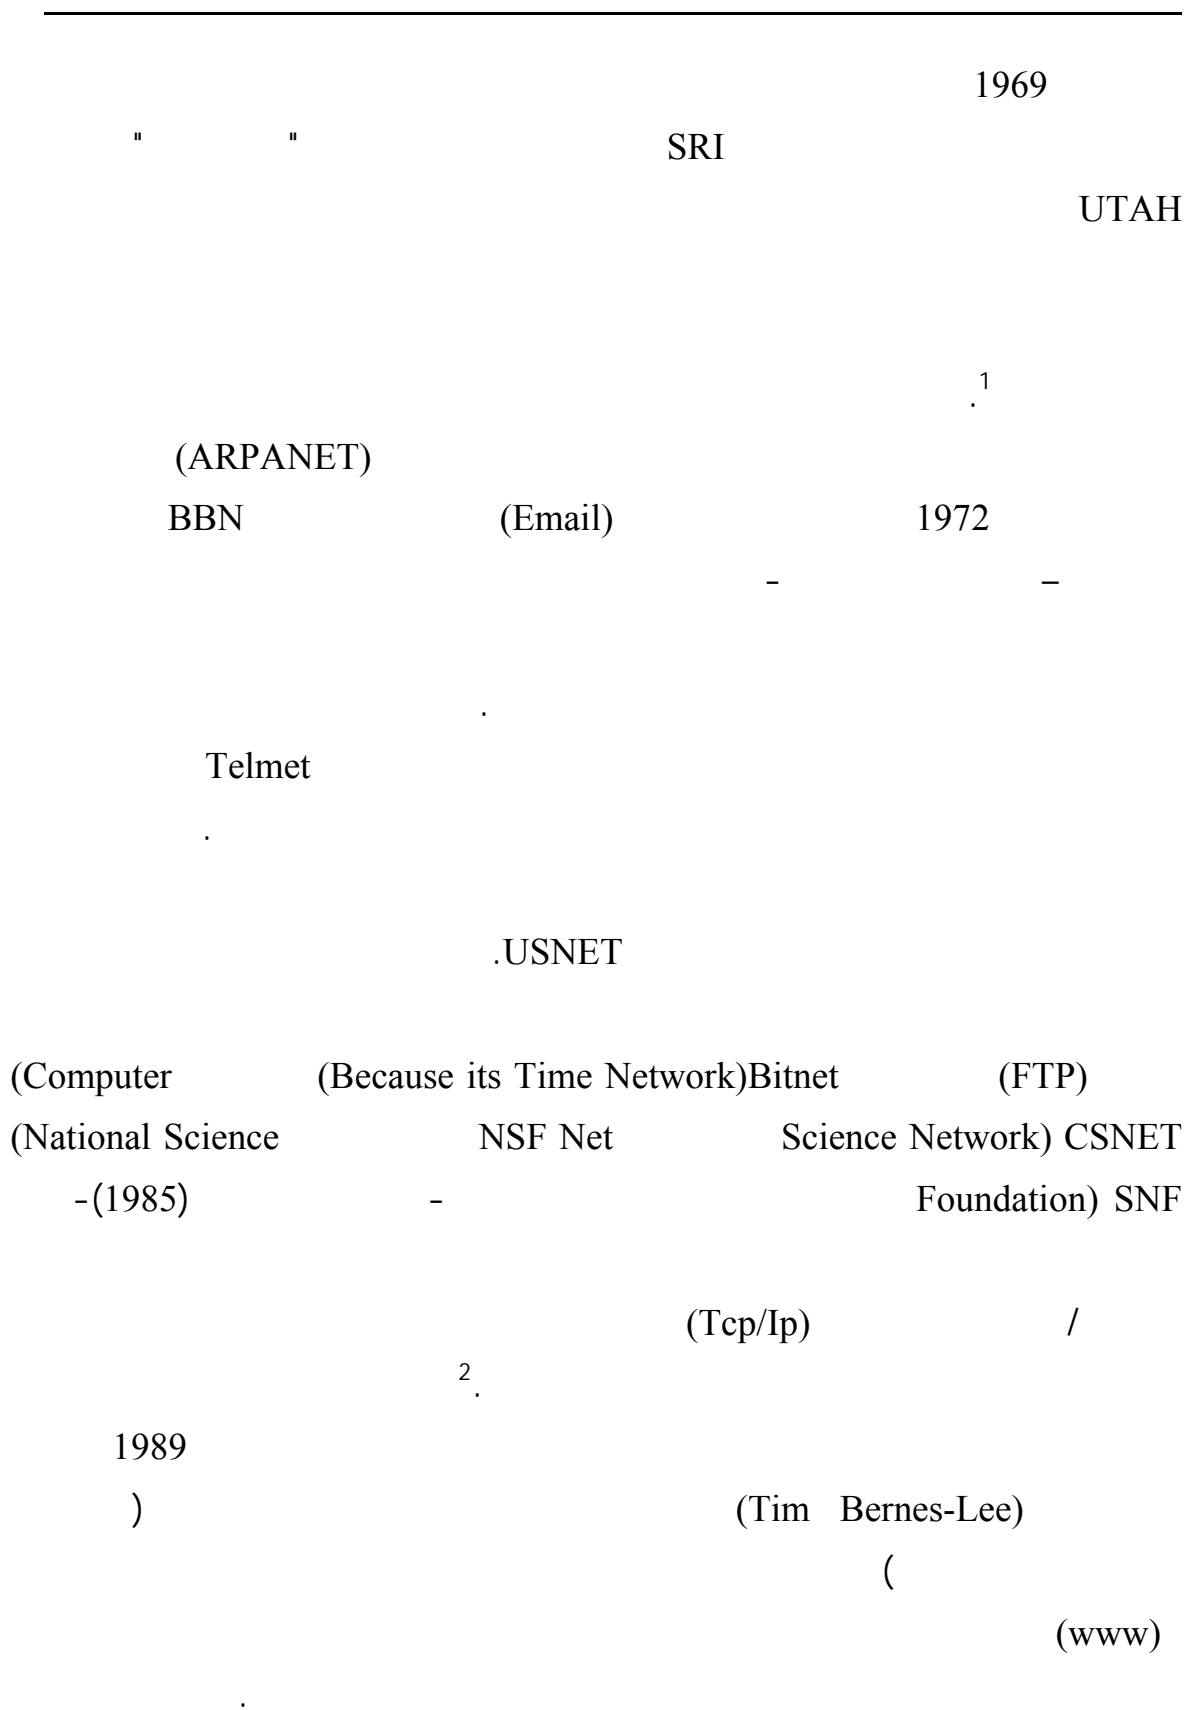 1969
" " SRI
UTAH
.1
(ARPANET)
BBN (Email) 1972
- –
.
Telmet
.
.USNET
(Computer (Because its Time Network)Bitnet (FTP)
(National Science NSF Net Science Network) CSNET
-(1985) - Foundation) SNF
(Tcp/Ip) /
2.
1989
) (Tim Bernes-Lee)
(
(www)
.